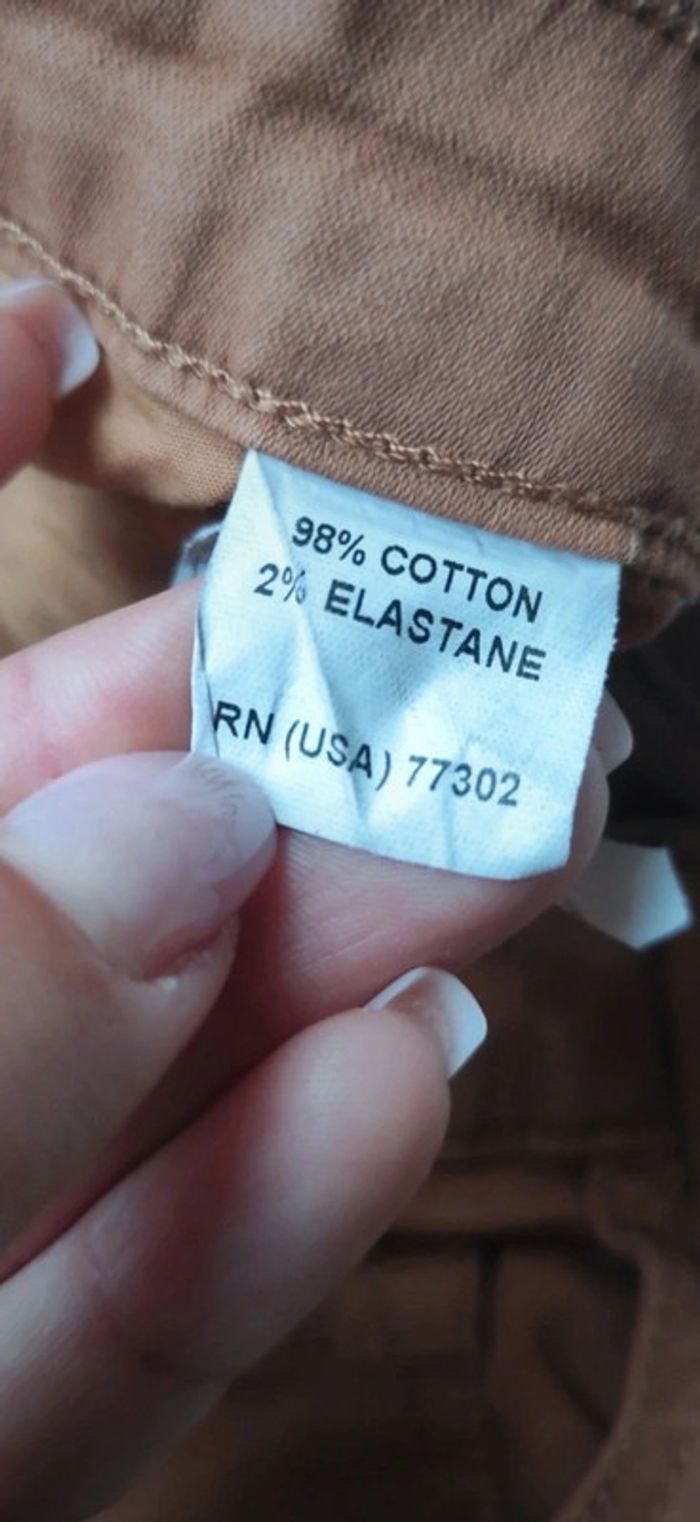 98% COTTON
2% ELASTANE
RN (USA) 77302